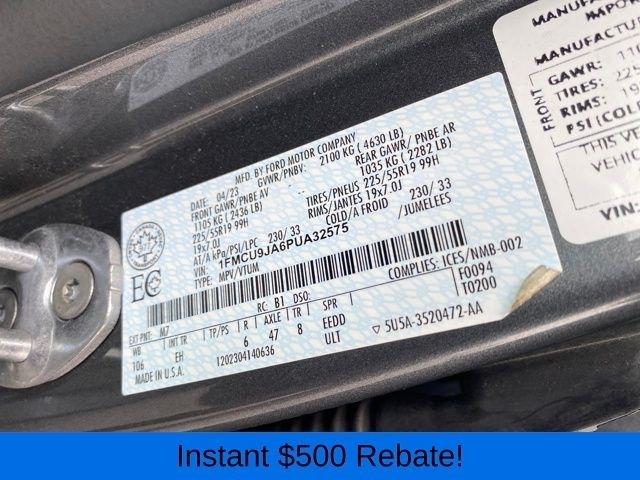 MFD. BY FORD MOTOR COMPANY
DATE: 04/23 GVWR/PNBV: 2100 KG ( 4630 LB)
FRONT GAWR/ PNBE AV REAR GAWR/ PNBE AR
1105 KG ( 2436 LB) 1035 KG ( 2282 LB)
225/55R19 99H TIRES/PNEUS 225/55R19 99H
19x7.0J RIMS/JANTES 19x7.0J
AT/A kPa/PSI/LPC 230/ 33 COLD/A FROID 230/ 33
VIN: 1FMCU9JA6PUA32575 /JUMELEES
TYPE: MPV/VTUM
EC
COMPLIES: ICES/NMB-002
RC: B1 DSO: F0094
EXT PNT: M7 T0200
WB INT TR TP/PS R AXLE TR SPR
106 EH 6 47 8 EEDD
ULT
MADE IN U.S.A. 1202304140636
5U5A-3520472-AA
MANUFACTU
FRONT
GAWR: 11
TIRES: 225
RIMS: 19
PSI (COL
THIS V
VEHIC
VIN:
Instant $500 Rebate!